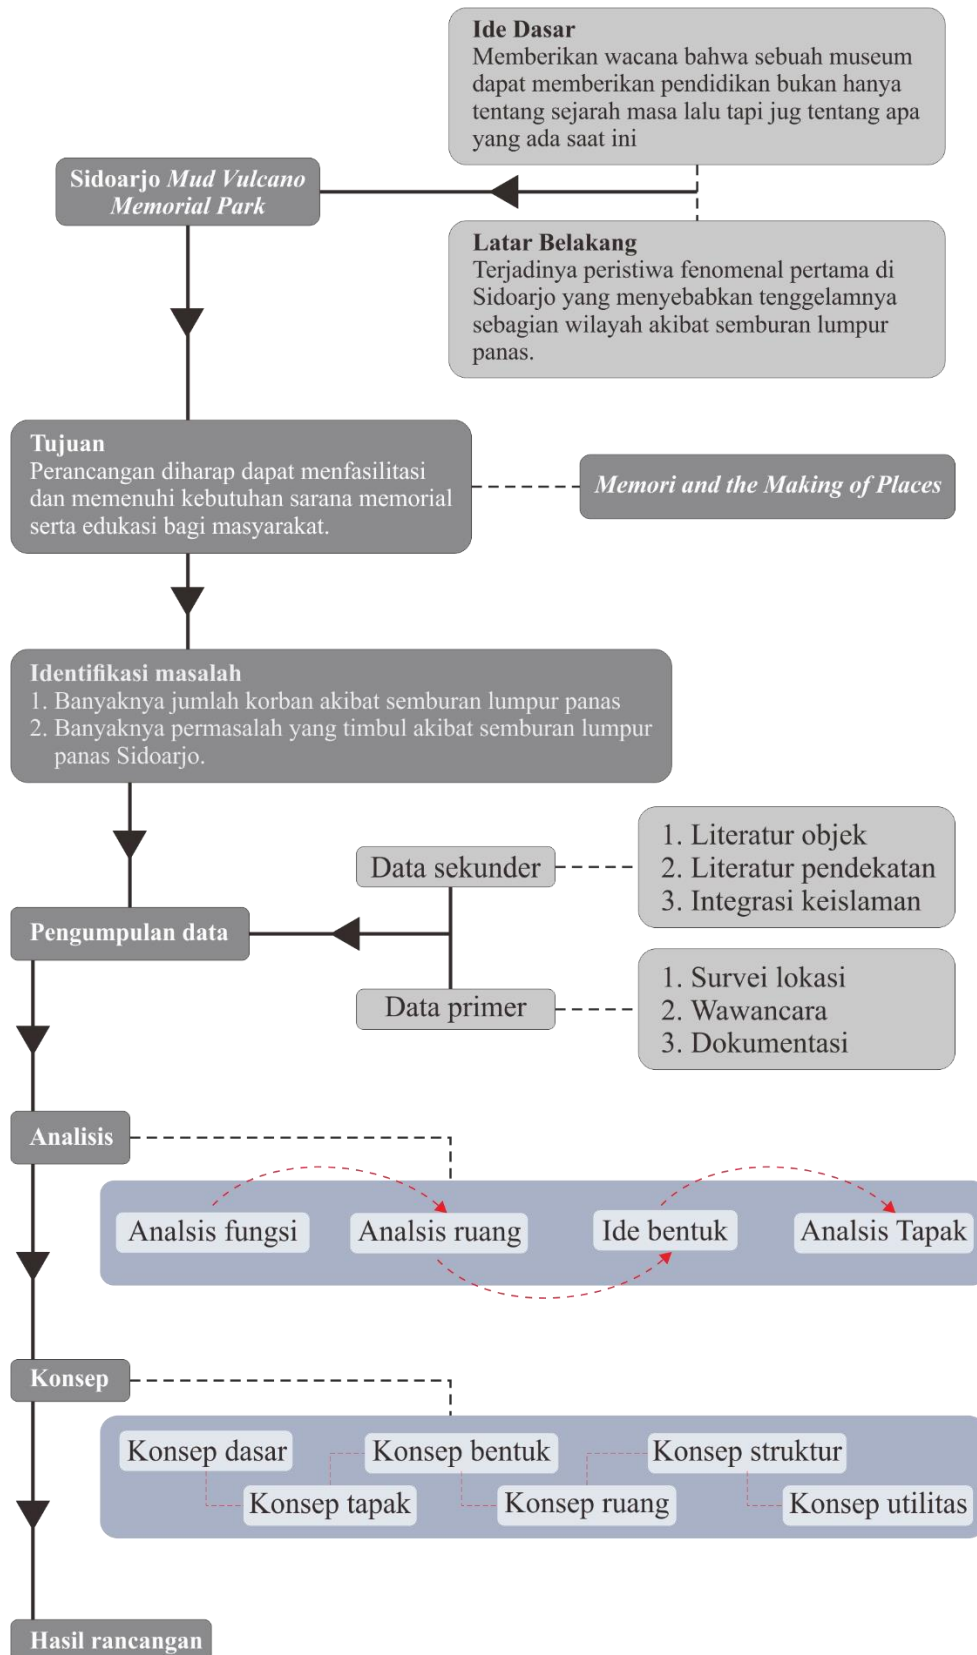 Ide Dasar
Memberikan wacana bahwa sebuah museum
dapat memberikan pendidikan bukan hanya
tentang sejarah masa lalu tapi jug tentang apa
yang ada saat ini
Sidoarjo Mud Vulcano
Memorial Park
Latar Belakang
Terjadinya peristiwa fenomenal pertama di
Sidoarjo yang menyebabkan tenggelamnya
sebagian wilayah akibat semburan lumpur
panas.
Tujuan
Perancangan diharap dapat menfasilitasi
dan memenuhi kebutuhan sarana memorial
serta edukasi bagi masyarakat.
Memori and the Making of Places
Identifikasi masalah
1. Banyaknya jumlah korban akibat semburan lumpur panas
2. Banyaknya permasalah yang timbul akibat semburan lumpur
panas Sidoarjo.
Data sekunder
1. Literatur objek
2. Literatur pendekatan
3. Integrasi keislaman
Pengumpulan data
Data primer
1. Survei lokasi
2. Wawancara
3. Dokumentasi
Analisis
Analsis fungsi
Analsis ruang
Ide bentuk
Analsis Tapak
Konsep
Konsep dasar
Konsep tapak
Konsep bentuk
Konsep ruang
Konsep struktur
Konsep utilitas
Hasil rancangan